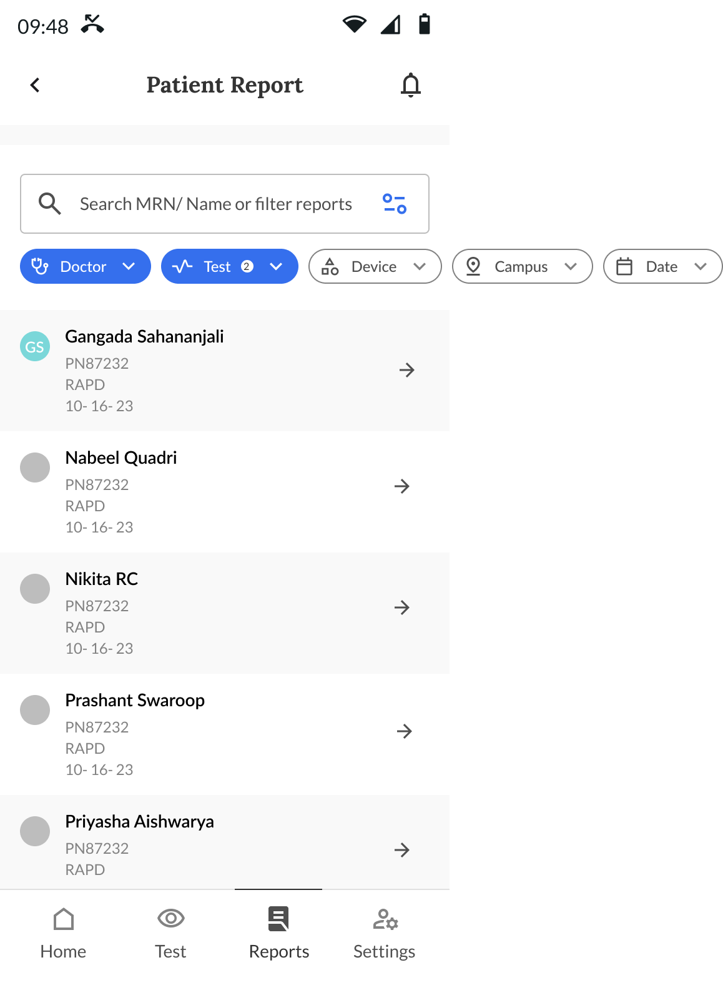 09:48
Patient Report
Search MRN/ Name or filter reports
Doctor
Test 2
Device
Campus
Date
GS
Gangada Sahananjali
PN87232
RAPD
10- 16- 23
Nabeel Quadri
PN87232
RAPD
10- 16- 23
Nikita RC
PN87232
RAPD
10- 16- 23
Prashant Swaroop
PN87232
RAPD
10- 16- 23
Priyasha Aishwarya
PN87232
RAPD
Home
Test
Reports
Settings